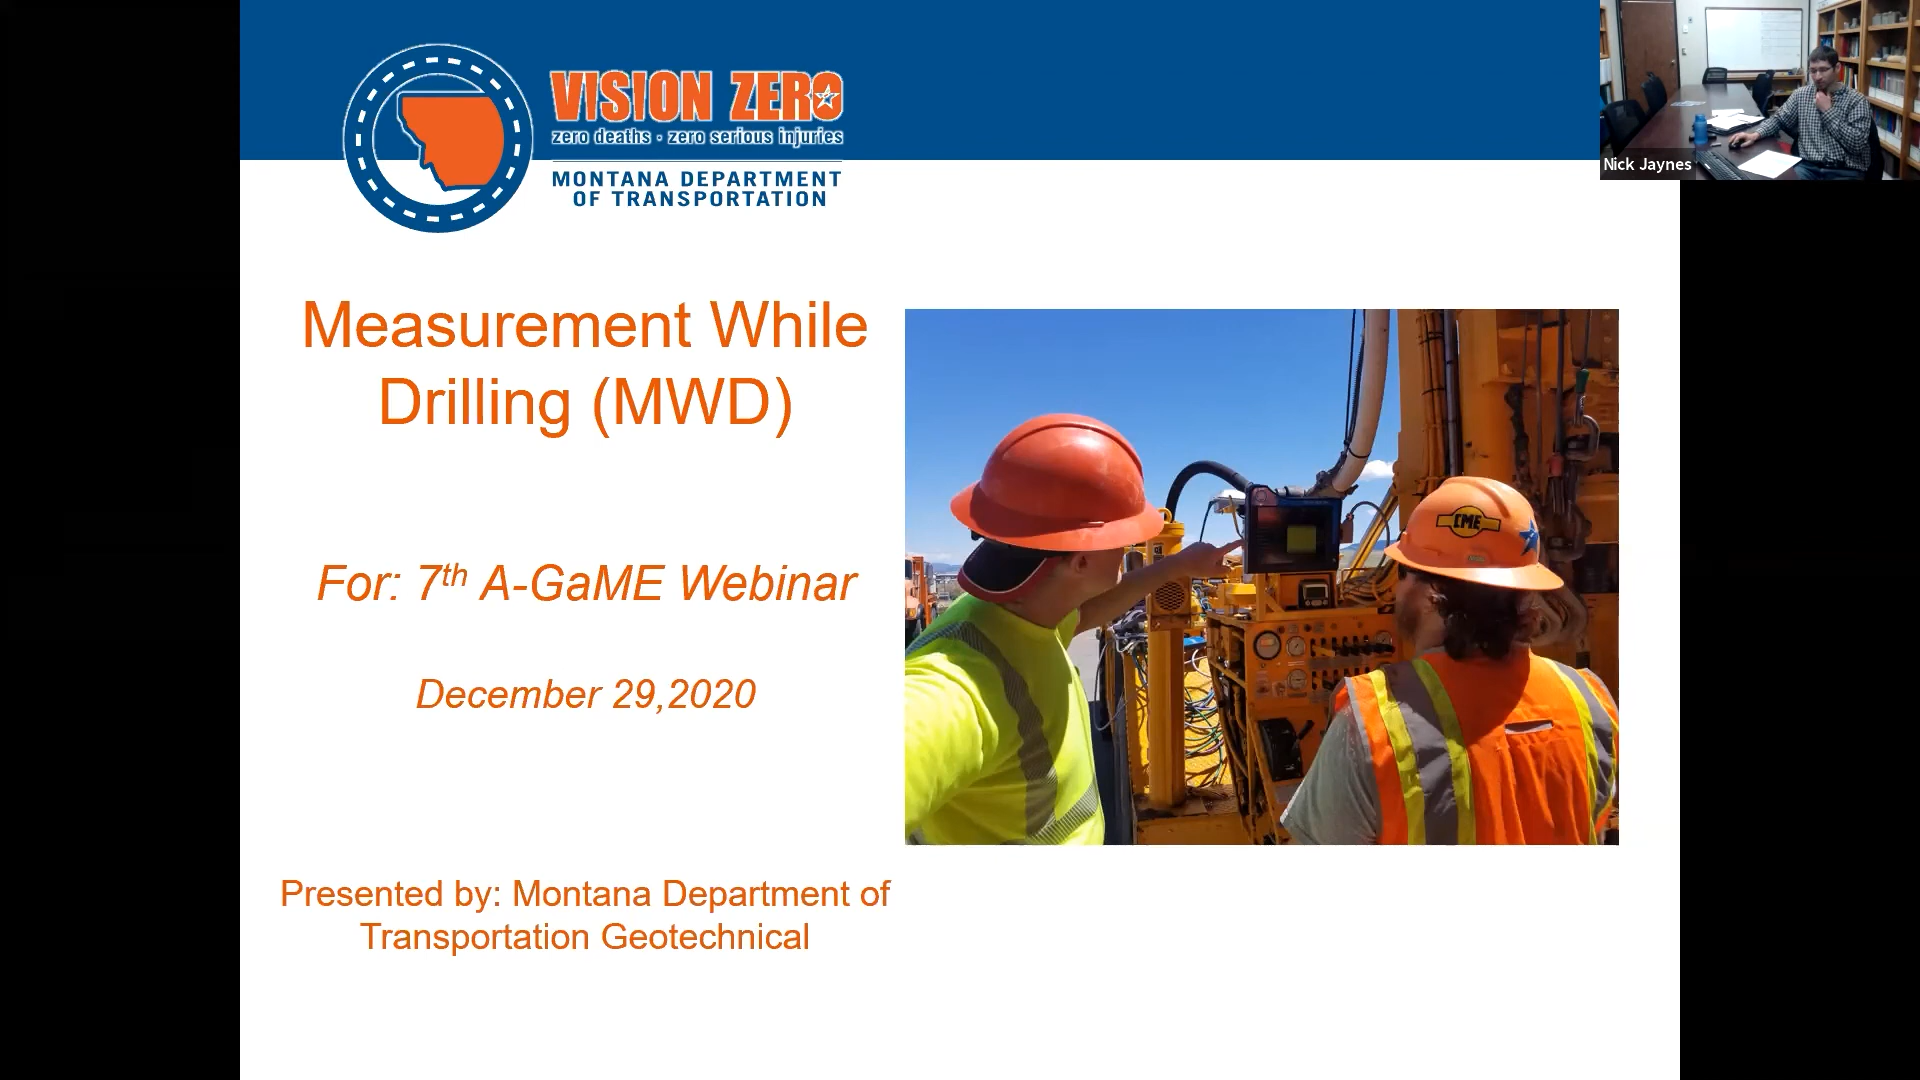 VISION ZERO
zero deaths · zero serious injuries
MONTANA DEPARTMENT
OF TRANSPORTATION
Nick Jaynes
Measurement While
Drilling (MWD)
CME
For: 7th A-GaME Webinar
December 29,2020
Presented by: Montana Department of
Transportation Geotechnical